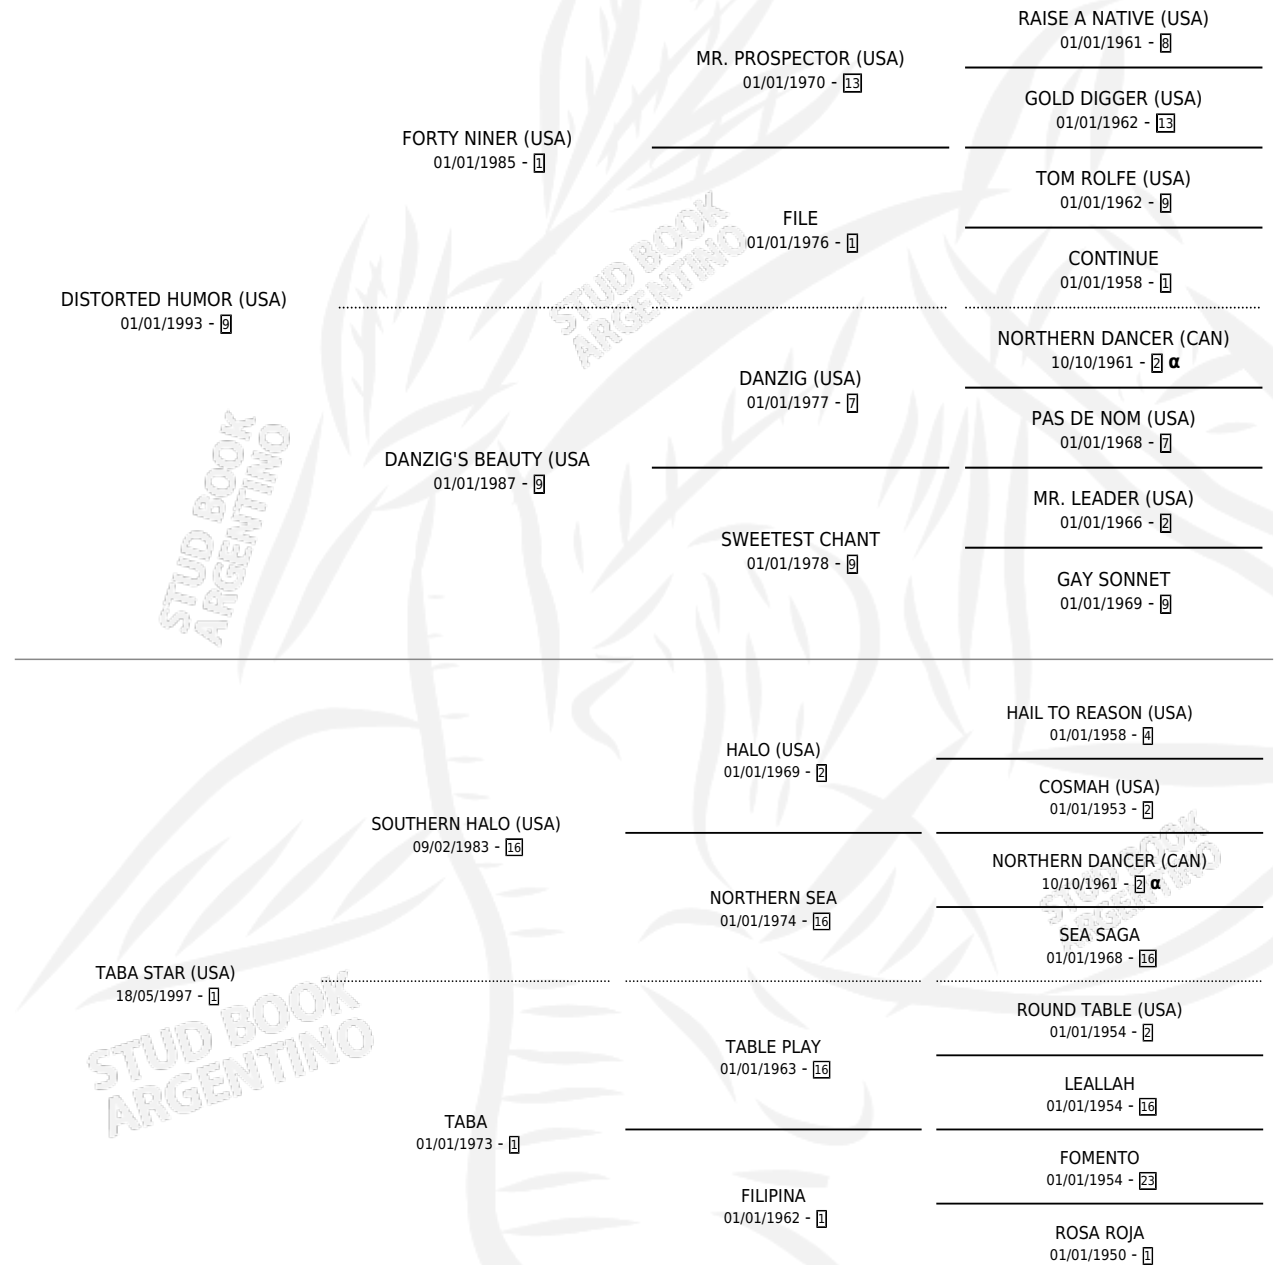 RAISE A NATIVE (USA)
01/01/1961 - 8
MR. PROSPECTOR (USA)
01/01/1970 - 13
GOLD DIGGER (USA)
01/01/1962 - 13
FORTY NINER (USA)
01/01/1985 - 1
TOM ROLFE (USA)
01/01/1962 - 9
FILE
01/01/1976 - 1
CONTINUE
01/01/1958 - 1
DISTORTED HUMOR (USA)
01/01/1993 - 9
NORTHERN DANCER (CAN)
10/10/1961 - 2 α
DANZIG (USA)
01/01/1977 - 7
PAS DE NOM (USA)
01/01/1968 - 7
DANZIG'S BEAUTY (USA
01/01/1987 - 9
MR. LEADER (USA)
01/01/1966 - 2
SWEETEST CHANT
01/01/1978 - 9
GAY SONNET
01/01/1969 - 9
HAIL TO REASON (USA)
01/01/1958 - 4
HALO (USA)
01/01/1969 - 2
COSMAH (USA)
01/01/1953 - 2
SOUTHERN HALO (USA)
09/02/1983 - 16
NORTHERN DANCER (CAN)
10/10/1961 - 2 α
NORTHERN SEA
01/01/1974 - 16
SEA SAGA
01/01/1968 - 16
TABA STAR (USA)
18/05/1997 - 1
ROUND TABLE (USA)
01/01/1954 - 2
TABLE PLAY
01/01/1963 - 16
LEALLAH
01/01/1954 - 16
TABA
01/01/1973 - 1
FOMENTO
01/01/1954 - 23
FILIPINA
01/01/1962 - 1
ROSA ROJA
01/01/1950 - 1
STUD BOOK
ARGENTINO
STUD BOOK
ARGENTINO
STUD BOOK
ARGENTINO
STUD BOOK
ARGENTINO